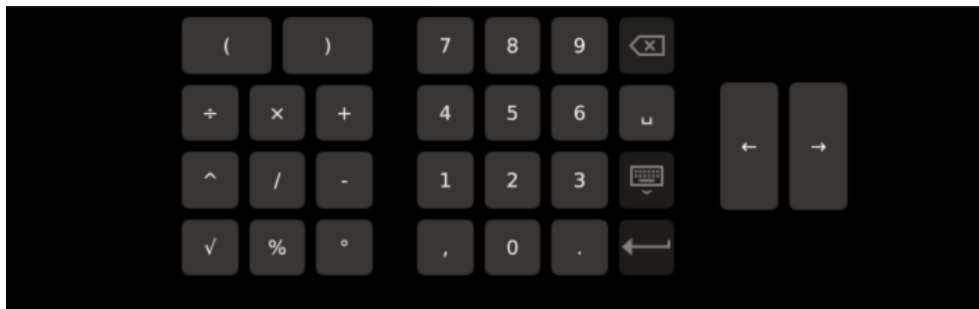 ( ) 7 8 9
÷ × + 4 5 6 ␣
← →
^ / - 1 2 3
√ % ° , 0 .